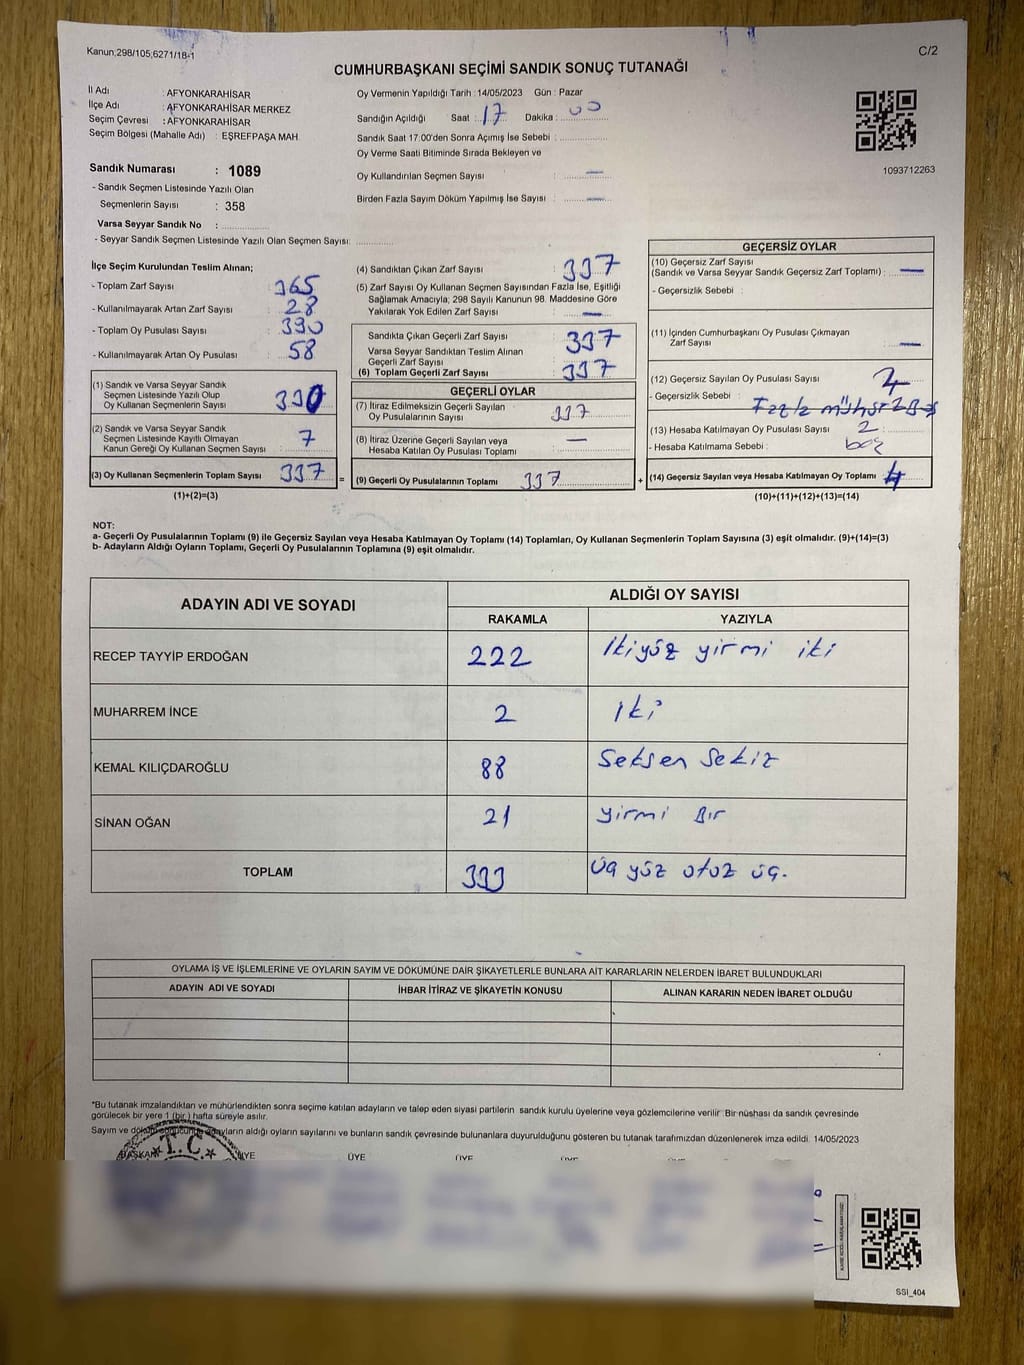 Kanun;298/105;6271/18-1
C/2
CUMHURBAŞKANI SEÇİMİ SANDIK SONUÇ TUTANAĞI
İl Adı : AFYONKARAHİSAR
İlçe Adı : AFYONKARAHİSAR MERKEZ
Seçim Çevresi : AFYONKARAHİSAR
Seçim Bölgesi (Mahalle Adı) : EŞREFPAŞA MAH.
Sandık Numarası : 1089
- Sandık Seçmen Listesinde Yazılı Olan
Seçmenlerin Sayısı : 358
Varsa Seyyar Sandık No :
- Seyyar Sandık Seçmen Listesinde Yazılı Olan Seçmen Sayısı:
Oy Vermenin Yapıldığı Tarih : 14/05/2023 Gün : Pazar
Sandığın Açıldığı Saat : 17 Dakika : 00
Sandık Saat 17:00'den Sonra Açımış İse Sebebi :
Oy Verme Saati Bitiminde Sırada Bekleyen ve
Oy Kullandırılan Seçmen Sayısı : —
Birden Fazla Sayım Döküm Yapılmış İse Sayısı : —
1093712263
İlçe Seçim Kurulundan Teslim Alınan;
- Toplam Zarf Sayısı : 365
- Kullanılmayarak Artan Zarf Sayısı : 28
- Toplam Oy Pusulası Sayısı : 390
- Kullanılmayarak Artan Oy Pusulası : 58
(1) Sandık ve Varsa Seyyar Sandık
Seçmen Listesinde Yazılı Olup
Oy Kullanan Seçmenlerin Sayısı : 330
(2) Sandık ve Varsa Seyyar Sandık
Seçmen Listesinde Kayıtlı Olmayan
Kanun Gereği Oy Kullanan Seçmen Sayısı : 7
(3) Oy Kullanan Seçmenlerin Toplam Sayısı : 337
(1)+(2)=(3)
(4) Sandıktan Çıkan Zarf Sayısı : 337
(5) Zarf Sayısı Oy Kullanan Seçmen Sayısından Fazla İse, Eşitliği
Sağlamak Amacıyla; 298 Sayılı Kanunun 98. Maddesine Göre
Yakılarak Yok Edilen Zarf Sayısı : —
Sandıkta Çıkan Geçerli Zarf Sayısı : 337
Varsa Seyyar Sandıktan Teslim Alınan
Geçerli Zarf Sayısı :
(6) Toplam Geçerli Zarf Sayısı : 337
GEÇERLİ OYLAR
(7) İtiraz Edilmeksizin Geçerli Sayılan
Oy Pusulalarının Sayısı : 337
(8) İtiraz Üzerine Geçerli Sayılan veya
Hesaba Katılan Oy Pusulası Toplamı : —
= (9) Geçerli Oy Pusulalarının Toplamı : 337
GEÇERSİZ OYLAR
(10) Geçersiz Zarf Sayısı
(Sandık ve Varsa Seyyar Sandık Geçersiz Zarf Toplamı) : —
- Geçersizlik Sebebi :
(11) İçinden Cumhurbaşkanı Oy Pusulası Çıkmayan
Zarf Sayısı : —
(12) Geçersiz Sayılan Oy Pusulası Sayısı :
- Geçersizlik Sebebi : Fazla mühür
(13) Hesaba Katılmayan Oy Pusulası Sayısı : 2
- Hesaba Katılmama Sebebi : boş
+ (14) Geçersiz Sayılan veya Hesaba Katılmayan Oy Toplamı : 4
(10)+(11)+(12)+(13)=(14)
NOT:
a- Geçerli Oy Pusulalarının Toplamı (9) ile Geçersiz Sayılan veya Hesaba Katılmayan Oy Toplamı (14) Toplamları, Oy Kullanan Seçmenlerin Toplam Sayısına (3) eşit olmalıdır. (9)+(14)=(3)
b- Adayların Aldığı Oyların Toplamı, Geçerli Oy Pusulalarının Toplamına (9) eşit olmalıdır.
ADAYIN ADI VE SOYADI
ALDIĞI OY SAYISI
RAKAMLA YAZIYLA
RECEP TAYYİP ERDOĞAN 222 İkiyüz yirmi iki
MUHARREM İNCE 2 İki
KEMAL KILIÇDAROĞLU 88 Seksen Sekiz
SİNAN OĞAN 21 yirmi Bir
TOPLAM 333 Üç yüz otuz üç.
OYLAMA İŞ VE İŞLEMLERİNE VE OYLARIN SAYIM VE DÖKÜMÜNE DAİR ŞİKAYETLERLE BUNLARA AİT KARARLARIN NELERDEN İBARET BULUNDUKLARI
ADAYIN ADI VE SOYADI İHBAR İTİRAZ VE ŞİKAYETİN KONUSU ALINAN KARARIN NEDEN İBARET OLDUĞU
*Bu tutanak imzalandıktan ve mühürlendikten sonra seçime katılan adayların ve talep eden siyasi partilerin sandık kurulu üyelerine veya gözlemcilerine verilir. Bir nüshası da sandık çevresinde
görülecek bir yere 1 (bir ) hafta süreyle asılır.
Sayım ve döküm sonucunda adayların aldığı oyların sayılarını ve bunların sandık çevresinde bulunanlara duyurulduğunu gösteren bu tutanak tarafımızdan düzenlenerek imza edildi. 14/05/2023
BAŞKAN ÜYE ÜYE ÜYE
T.C.
SSI_404